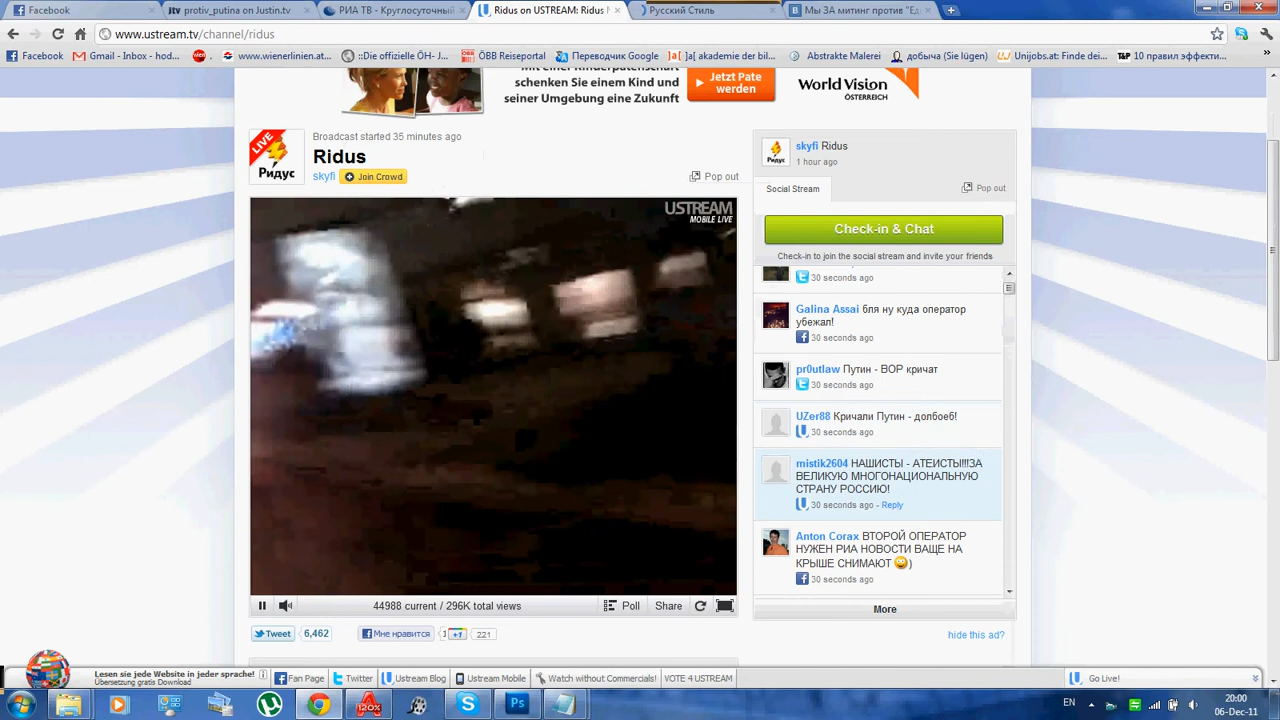 Facebook
jtv protiv_putina on Justin.tv
РИА ТВ - Круглосуточный
Ridus on USTREAM: Ridus
Русский Стиль
Мы ЗА митинг против "Ед
www.ustream.tv/channel/ridus
Facebook
Gmail - Inbox - hod...
www.wienerlinien.at...
::Die offizielle ÖH- J...
ÖBB Reiseportal
Переводчик Google
]a[ akademie der bil...
Abstrakte Malerei
добыча (Sie lügen)
Unijobs.at: Finde dei...
T&P 10 правил эффекти...
schenken Sie einem Kind und
seiner Umgebung eine Zukunft
Jetzt Pate
werden
World Vision
ÖSTERREICH
LIVE
Ридус
Broadcast started 35 minutes ago
Ridus
skyfi Join Crowd
Pop out
USTREAM
MOBILE LIVE
44988 current / 296K total views
Poll
Share
Tweet 6,462
Мне нравится
+1 221
Ридус
skyfi Ridus
1 hour ago
Social Stream
Pop out
Check-in & Chat
Check-in to join the social stream and invite your friends
30 seconds ago
Galina Assai бля ну куда оператор
убежал!
30 seconds ago
pr0utlaw Путин - ВОР кричат
30 seconds ago
UZer88 Кричали Путин - долбоеб!
30 seconds ago
mistik2604 НАШИСТЫ - АТЕИСТЫ!!!ЗА
ВЕЛИКУЮ МНОГОНАЦИОНАЛЬНУЮ
СТРАНУ РОССИЮ!
30 seconds ago - Reply
Anton Corax ВТОРОЙ ОПЕРАТОР
НУЖЕН РИА НОВОСТИ ВАЩЕ НА
КРЫШЕ СНИМАЮТ )
30 seconds ago
More
hide this ad?
Lesen sie jede Website in jeder sprache!
Übersetzung gratis Download
Fan Page
Twitter
Ustream Blog
Ustream Mobile
Watch without Commercials!
VOTE 4 USTREAM
Go Live!
EN
20:00
06-Dec-11